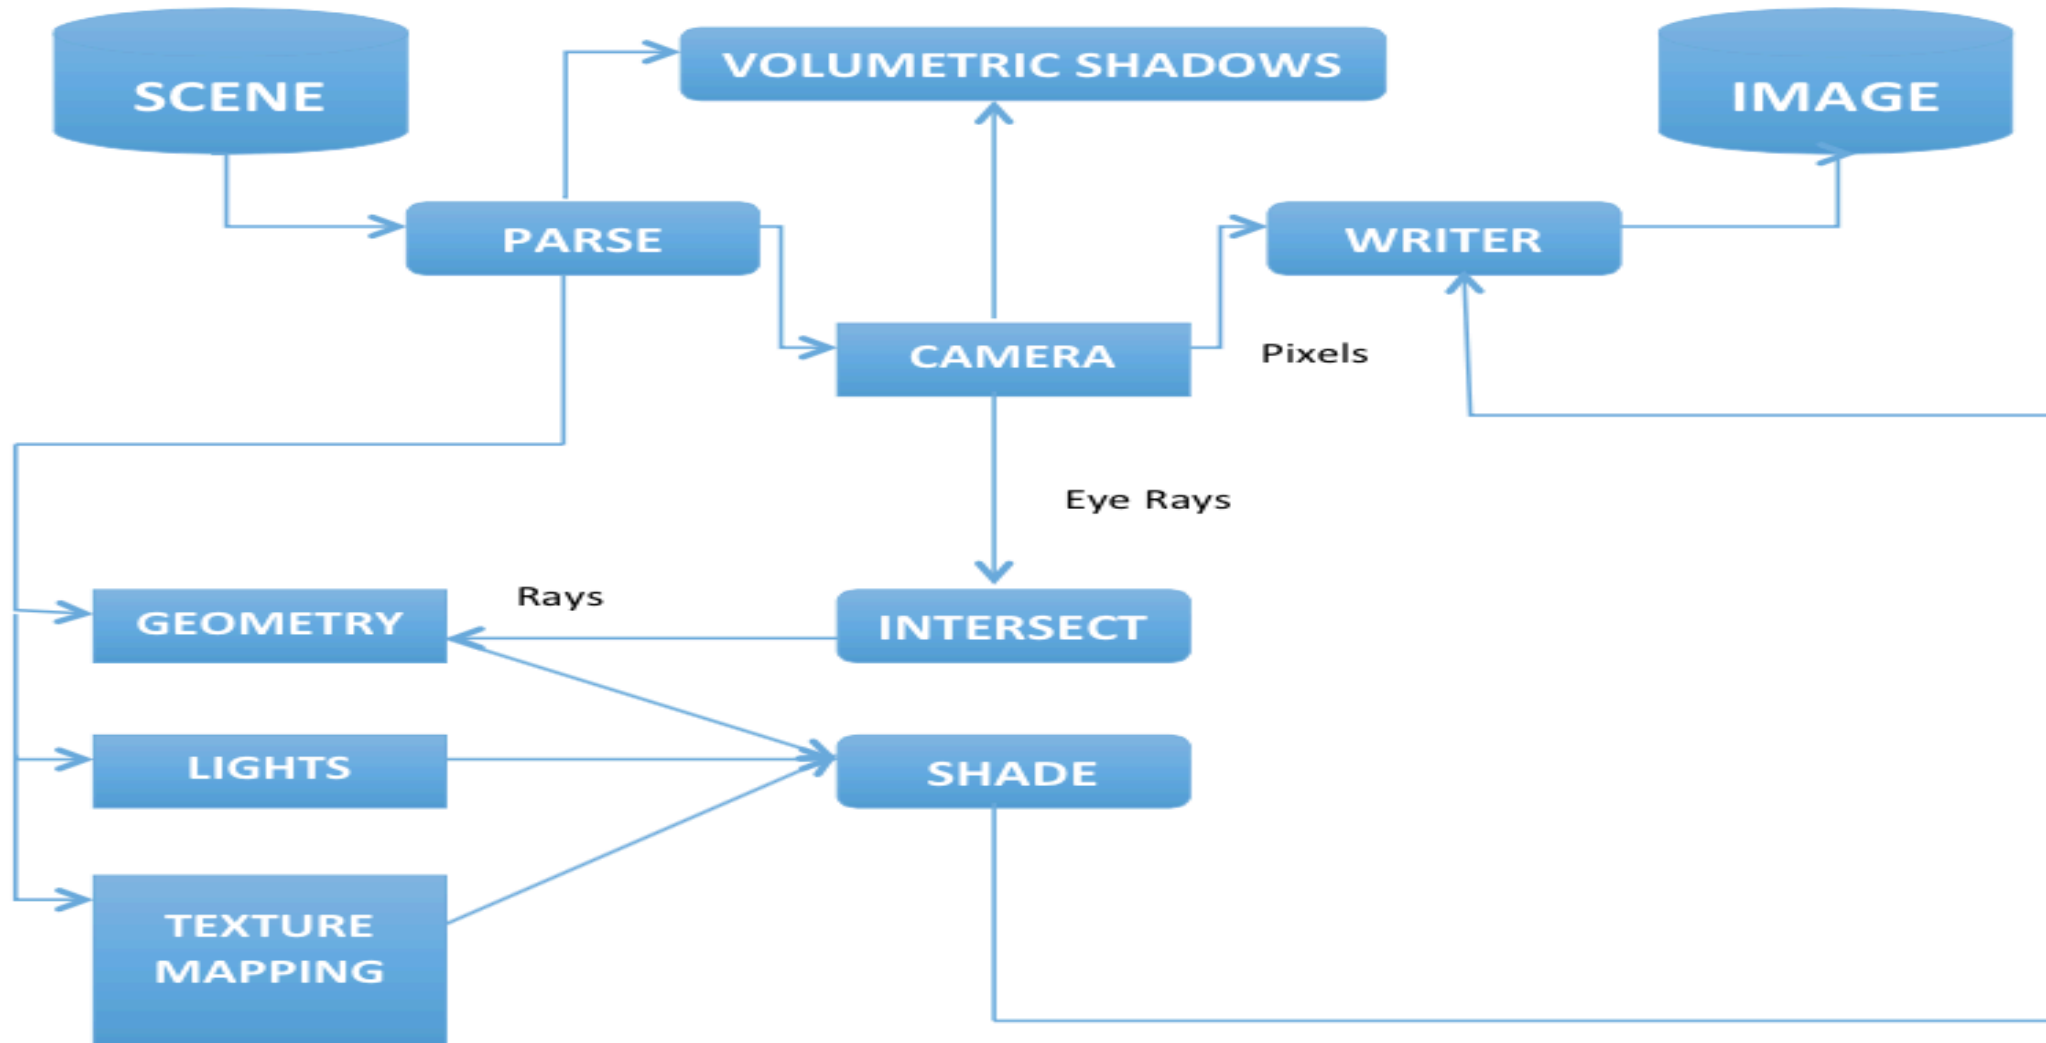 SCENE
VOLUMETRIC SHADOWS
IMAGE
PARSE
WRITER
CAMERA
Pixels
Eye Rays
Rays
GEOMETRY
INTERSECT
LIGHTS
SHADE
TEXTURE
MAPPING